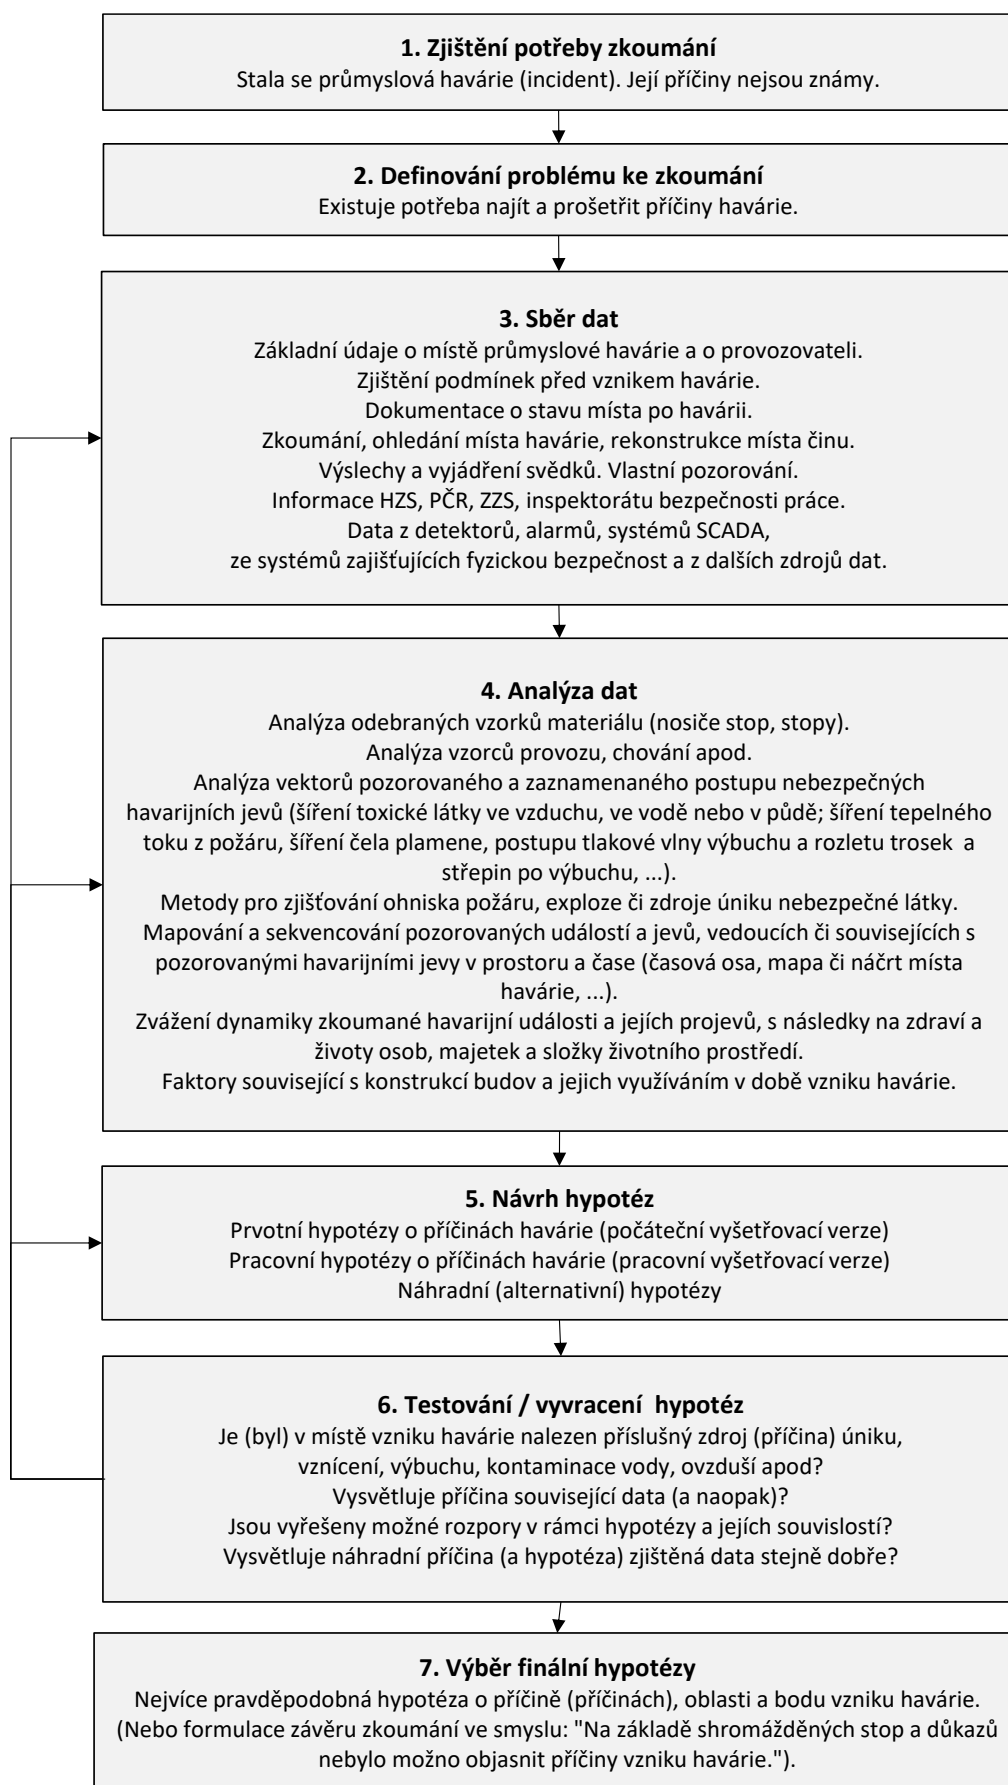 1. Zjištění potřeby zkoumání
Stala se průmyslová havárie (incident). Její příčiny nejsou známy.
2. Definování problému ke zkoumání
Existuje potřeba najít a prošetřit příčiny havárie.
3. Sběr dat
Základní údaje o místě průmyslové havárie a o provozovateli.
Zjištění podmínek před vznikem havárie.
Dokumentace o stavu místa po havárii.
Zkoumání, ohledání místa havárie, rekonstrukce místa činu.
Výslechy a vyjádření svědků. Vlastní pozorování.
Informace HZS, PČR, ZZS, inspektorátu bezpečnosti práce.
Data z detektorů, alarmů, systémů SCADA,
ze systémů zajišťujících fyzickou bezpečnost a z dalších zdrojů dat.
4. Analýza dat
Analýza odebraných vzorků materiálu (nosiče stop, stopy).
Analýza vzorců provozu, chování apod.
Analýza vektorů pozorovaného a zaznamenaného postupu nebezpečných
havarijních jevů (šíření toxické látky ve vzduchu, ve vodě nebo v půdě; šíření tepelného
toku z požáru, šíření čela plamene, postupu tlakové vlny výbuchu a rozletu trosek  a
střepin po výbuchu, ...).
Metody pro zjišťování ohniska požáru, exploze či zdroje úniku nebezpečné látky.
Mapování a sekvencování pozorovaných událostí a jevů, vedoucích či související s
pozorovanými havarijními jevy v prostoru a čase (časová osa, mapa či náčrt místa
havárie, ...).
Zvážení dynamiky zkoumané havarijní události a jejích projevů, s následky na zdraví a
životy osob, majetek a složky životního prostředí.
Faktory související s konstrukcí budov a jejich využíváním v době vzniku havárie.
5. Návrh hypotéz
Prvotní hypotézy o příčinách havárie (počáteční vyšetřovací verze)
Pracovní hypotézy o příčinách havárie (pracovní vyšetřovací verze)
Náhradní (alternativní) hypotézy
6. Testování / vyvracení  hypotéz
Je (byl) v místě vzniku havárie nalezen příslušný zdroj (příčina) úniku,
vznícení, výbuchu, kontaminace vody, ovzduší apod?
Vysvětluje příčina související data (a naopak)?
Jsou vyřešeny možné rozpory v rámci hypotézy a jejích souvislostí?
Vysvětluje náhradní příčina (a hypotéza) zjištěná data stejně dobře?
7. Výběr finální hypotézy
Nejvíce pravděpodobná hypotéza o příčině (příčinách), oblasti a bodu vzniku havárie.
(Nebo formulace závěru zkoumání ve smyslu: "Na základě shromážděných stop a důkazů
nebylo možno objasnit příčiny vzniku havárie.").